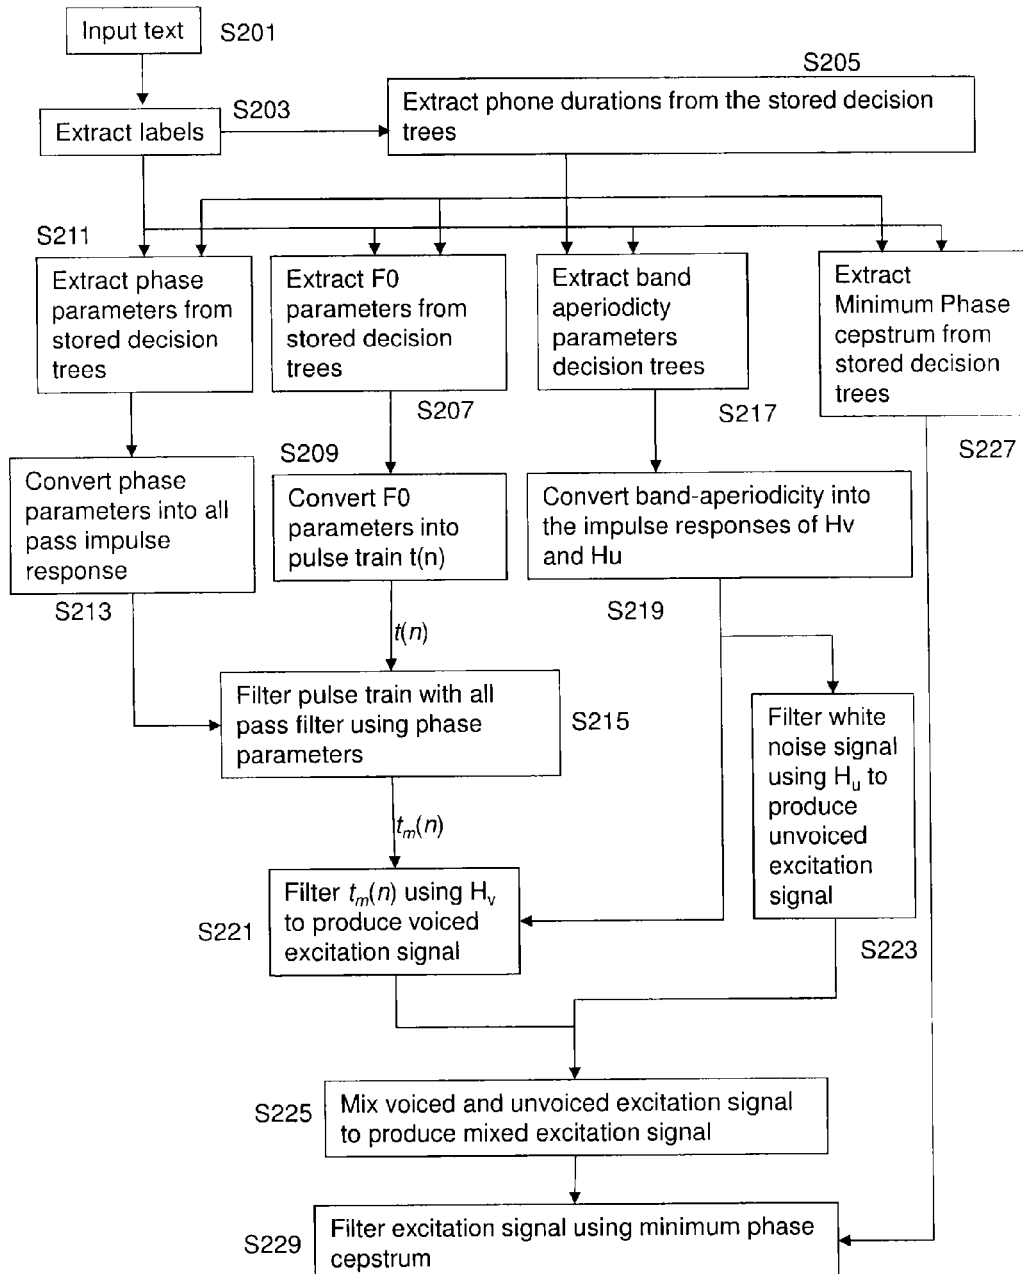 Input text
S201
S205
Extract phone durations from the stored decision
trees
S203
Extract labels
S211
Extract phase
parameters from
stored decision
trees
Extract F0
parameters from
stored decision
trees
Extract band
aperiodicty
parameters
decision trees
Extract
Minimum Phase
cepstrum from
stored decision
trees
S207
S217
S227
S209
Convert phase
parameters into all
pass impulse
response
Convert F0
parameters into
pulse train t(n)
Convert band-aperiodicity into
the impulse responses of Hv
and Hu
S213
S219
t(n)
Filter pulse train with all
pass filter using phase
parameters
S215
Filter white
noise signal
using Hu to
produce
unvoiced
excitation
signal
tm(n)
Filter tm(n) using Hv
to produce voiced
excitation signal
S221
S223
S225
Mix voiced and unvoiced excitation signal
to produce mixed excitation signal
S229
Filter excitation signal using minimum phase
cepstrum